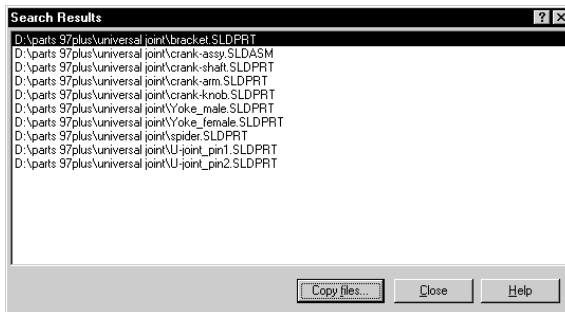 Search Results
D:\parts 97plus\universal joint\bracket.SLDPRT
D:\parts 97plus\universal joint\crank-assy.SLDASM
D:\parts 97plus\universal joint\crank-shaft.SLDPRT
D:\parts 97plus\universal joint\crank-arm.SLDPRT
D:\parts 97plus\universal joint\crank-knob.SLDPRT
D:\parts 97plus\universal joint\Yoke_male.SLDPRT
D:\parts 97plus\universal joint\Yoke_female.SLDPRT
D:\parts 97plus\universal joint\spider.SLDPRT
D:\parts 97plus\universal joint\U-joint_pin1.SLDPRT
D:\parts 97plus\universal joint\U-joint_pin2.SLDPRT
Copy files... Close Help